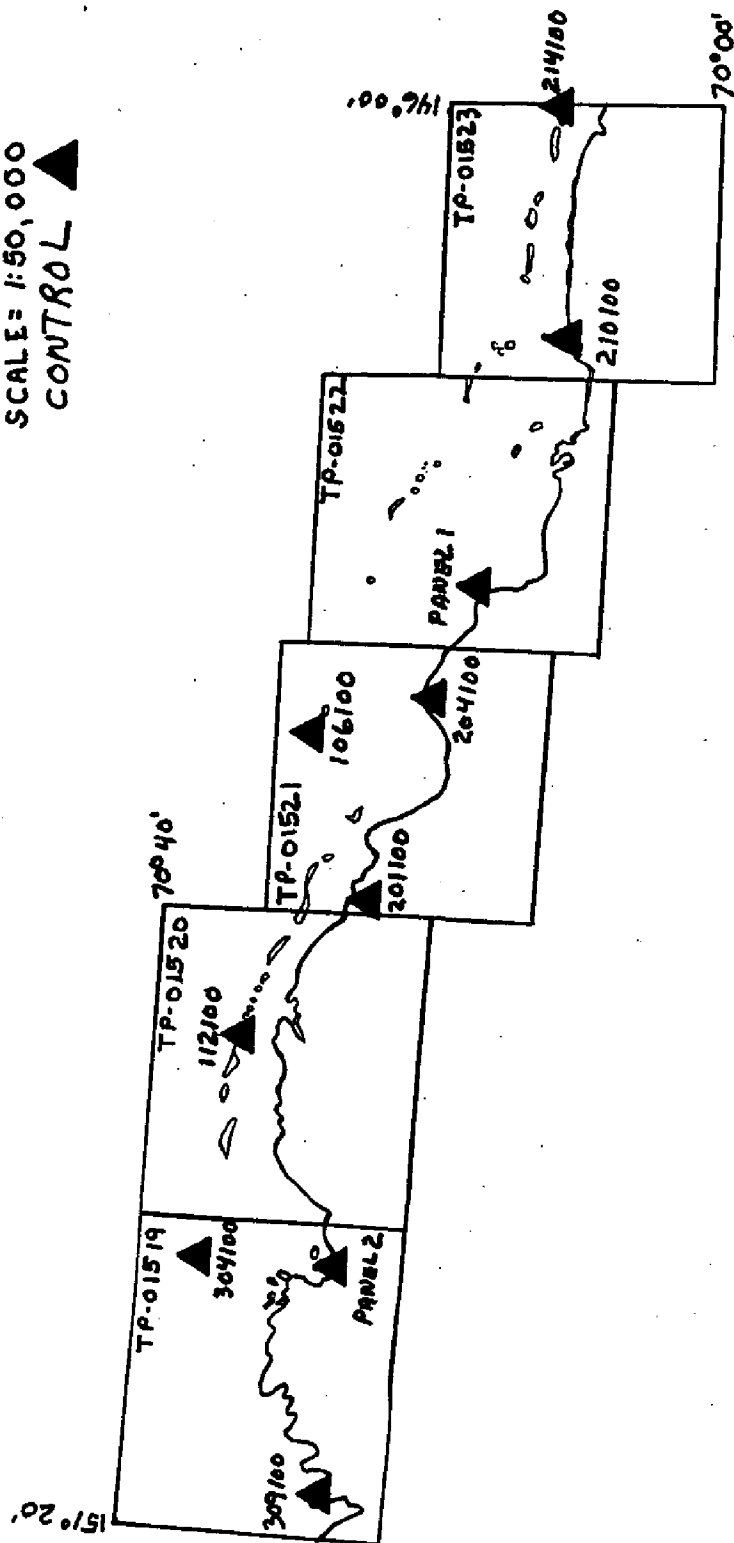 SCALE = 1:50,000
CONTROL
151°20'
TP-01519
309100
304100
PANEL 2
TP-01520
70°40'
112100
TP-01521
201100
106100
204100
TP-01522
PANEL 1
TP-01523
146°00'
210100
214100
70°00'